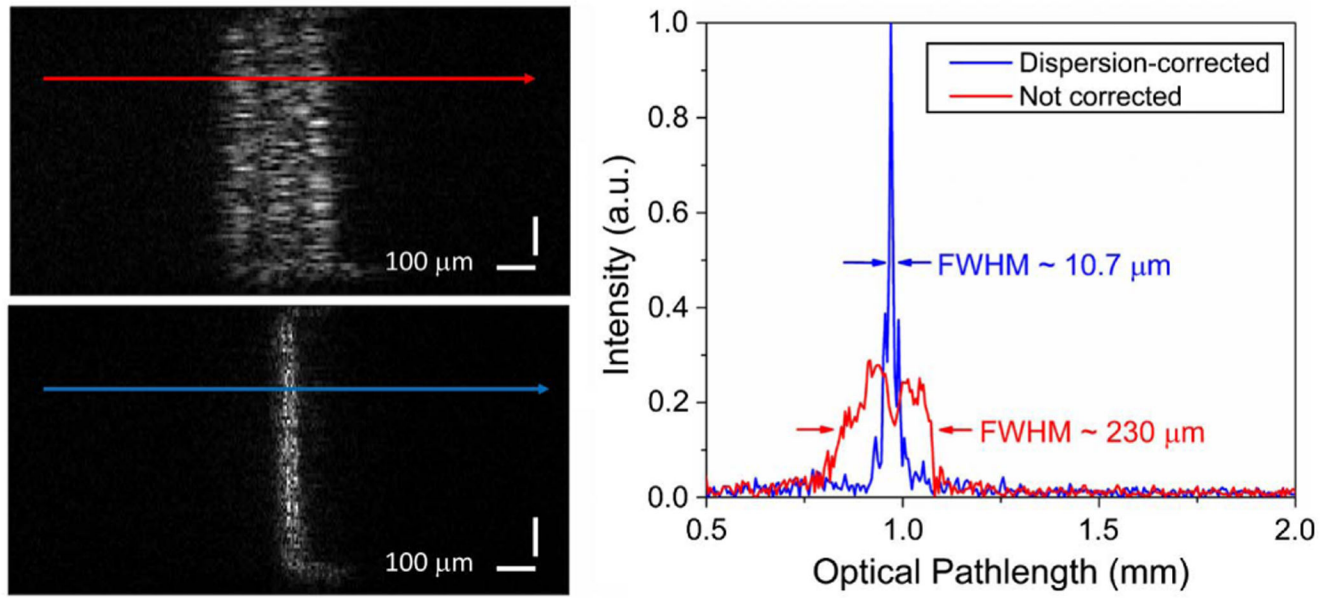 100 μm
100 μm
1.0
0.8
0.6
0.4
0.2
0.0
Intensity (a.u.)
Dispersion-corrected
Not corrected
FWHM ~ 10.7 μm
FWHM ~ 230 μm
0.5
1.0
1.5
2.0
Optical Pathlength (mm)